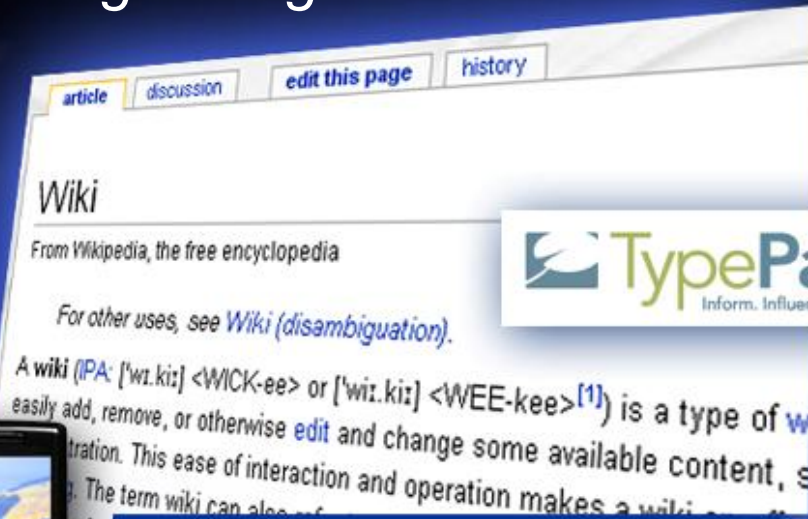 article discussion edit this page history
Wiki
From Wikipedia, the free encyclopedia
TypePa
Inform. Influe
For other uses, see Wiki (disambiguation).
A wiki (IPA: ['wɪ.kiː] <WICK-ee> or ['wiː.kiː] <WEE-kee>[1]) is a type of w
easily add, remove, or otherwise edit and change some available content, s
tration. This ease of interaction and operation makes a wiki
The term wiki can also